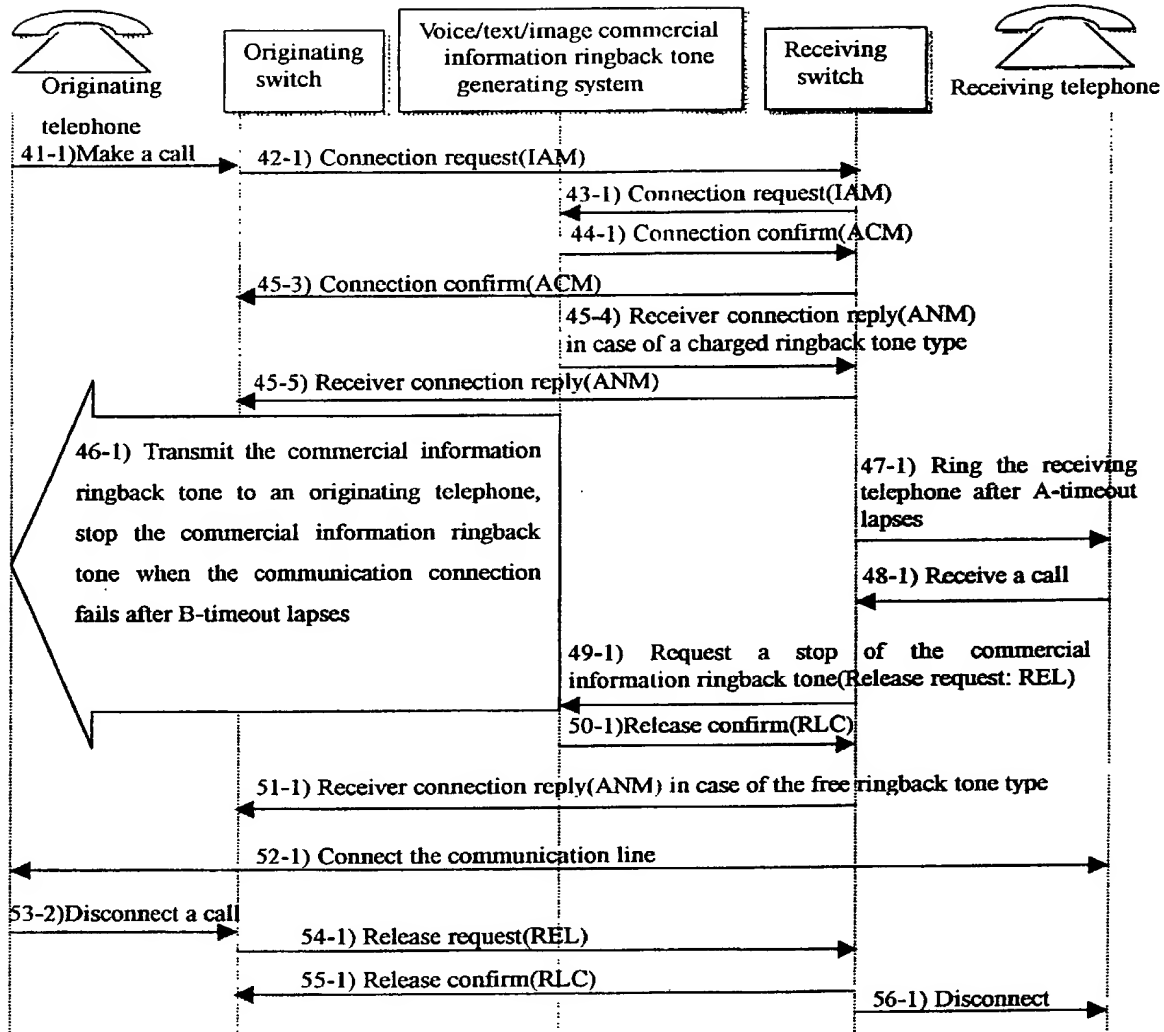 Originating
telephone
Originating
switch
Voice/text/image commercial
information ringback tone
generating system
Receiving
switch
Receiving telephone
41-1)Make a call
42-1) Connection request(IAM)
43-1) Connection request(IAM)
44-1) Connection confirm(ACM)
45-3) Connection confirm(ACM)
45-4) Receiver connection reply(ANM)
in case of a charged ringback tone type
45-5) Receiver connection reply(ANM)
46-1) Transmit the commercial information
ringback tone to an originating telephone,
stop the commercial information ringback
tone when the communication connection
fails after B-timeout lapses
47-1) Ring the receiving
telephone after A-timeout
lapses
48-1) Receive a call
49-1) Request a stop of the commercial
information ringback tone(Release request: REL)
50-1)Release confirm(RLC)
51-1) Receiver connection reply(ANM) in case of the free ringback tone type
52-1) Connect the communication line
53-2)Disconnect a call
54-1) Release request(REL)
55-1) Release confirm(RLC)
56-1) Disconnect